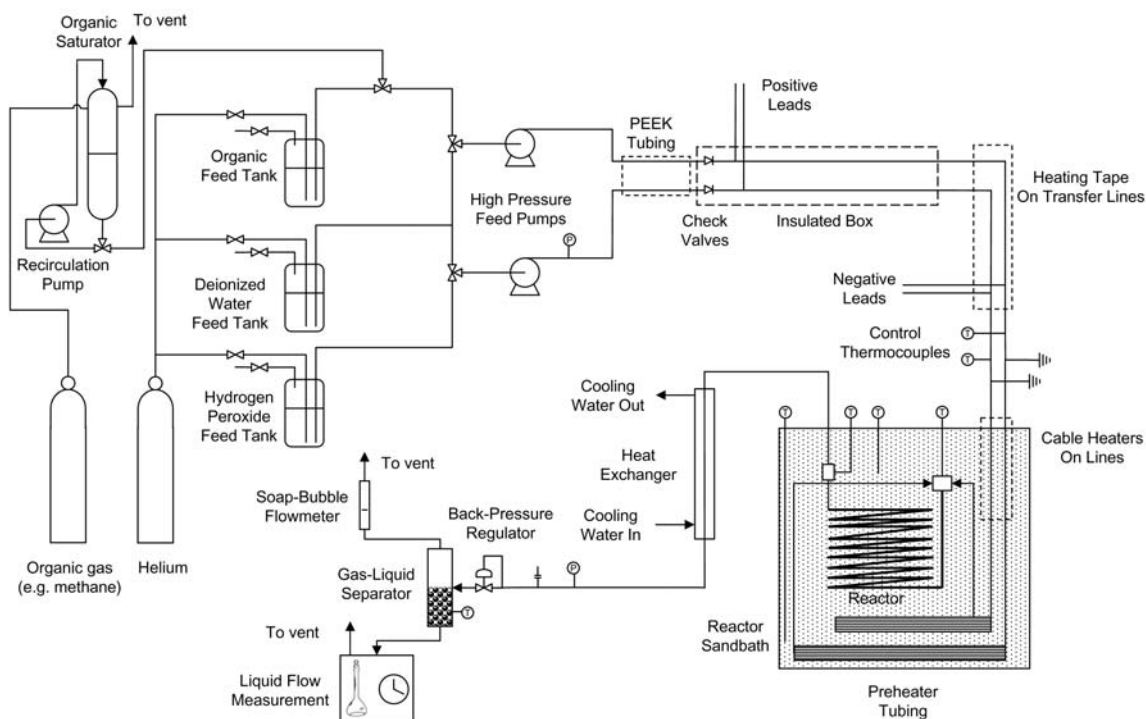 Organic
Saturator
To vent
Recirculation
Pump
Organic gas
(e.g. methane)
Helium
Organic
Feed Tank
Deionized
Water
Feed Tank
Hydrogen
Peroxide
Feed Tank
High Pressure
Feed Pumps
P
PEEK
Tubing
Positive
Leads
Check
Valves
Insulated Box
Heating Tape
On Transfer Lines
Negative
Leads
Control
Thermocouples
T
T
Cable Heaters
On Lines
Cooling
Water Out
Heat
Exchanger
Cooling
Water In
T
T
T
T
Reactor
Reactor
Sandbath
Preheater
Tubing
To vent
Soap-Bubble
Flowmeter
Back-Pressure
Regulator
P
Gas-Liquid
Separator
T
To vent
Liquid Flow
Measurement